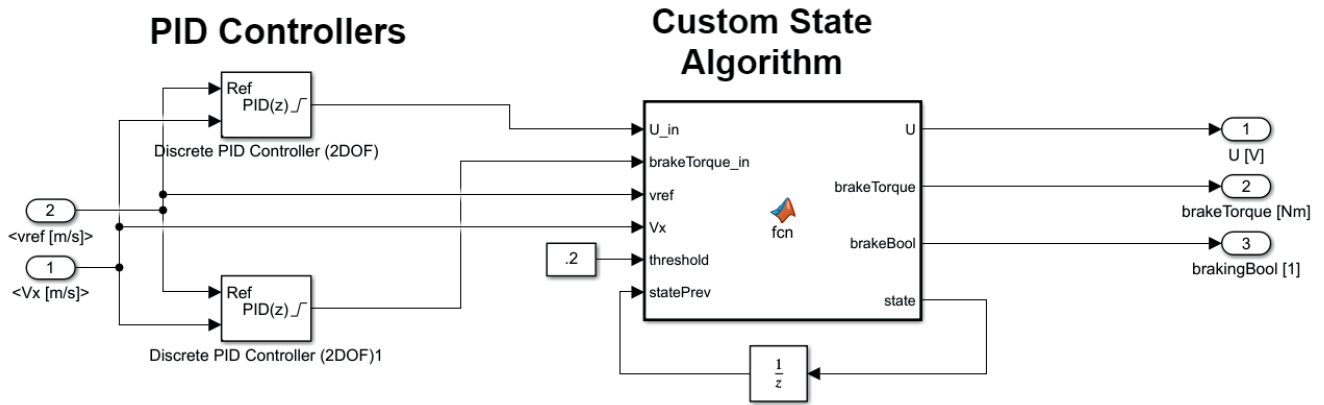 PID Controllers
Custom State
Algorithm
Ref
PID(z)
Discrete PID Controller (2DOF)
2
<vref [m/s]>
1
<Vx [m/s]>
Ref
PID(z)
Discrete PID Controller (2DOF)1
.2
U_in
brakeTorque_in
vref
Vx
threshold
statePrev
fcn
U
brakeTorque
brakeBool
state
1
z
1
U [V]
2
brakeTorque [Nm]
3
brakingBool [1]